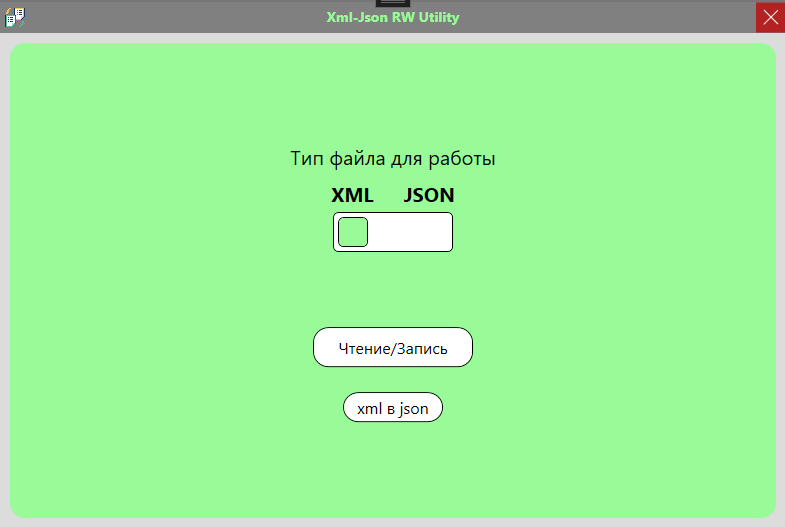 Xml-Json RW Utility
Тип файла для работы
XML JSON
Чтение/Запись
xml в json